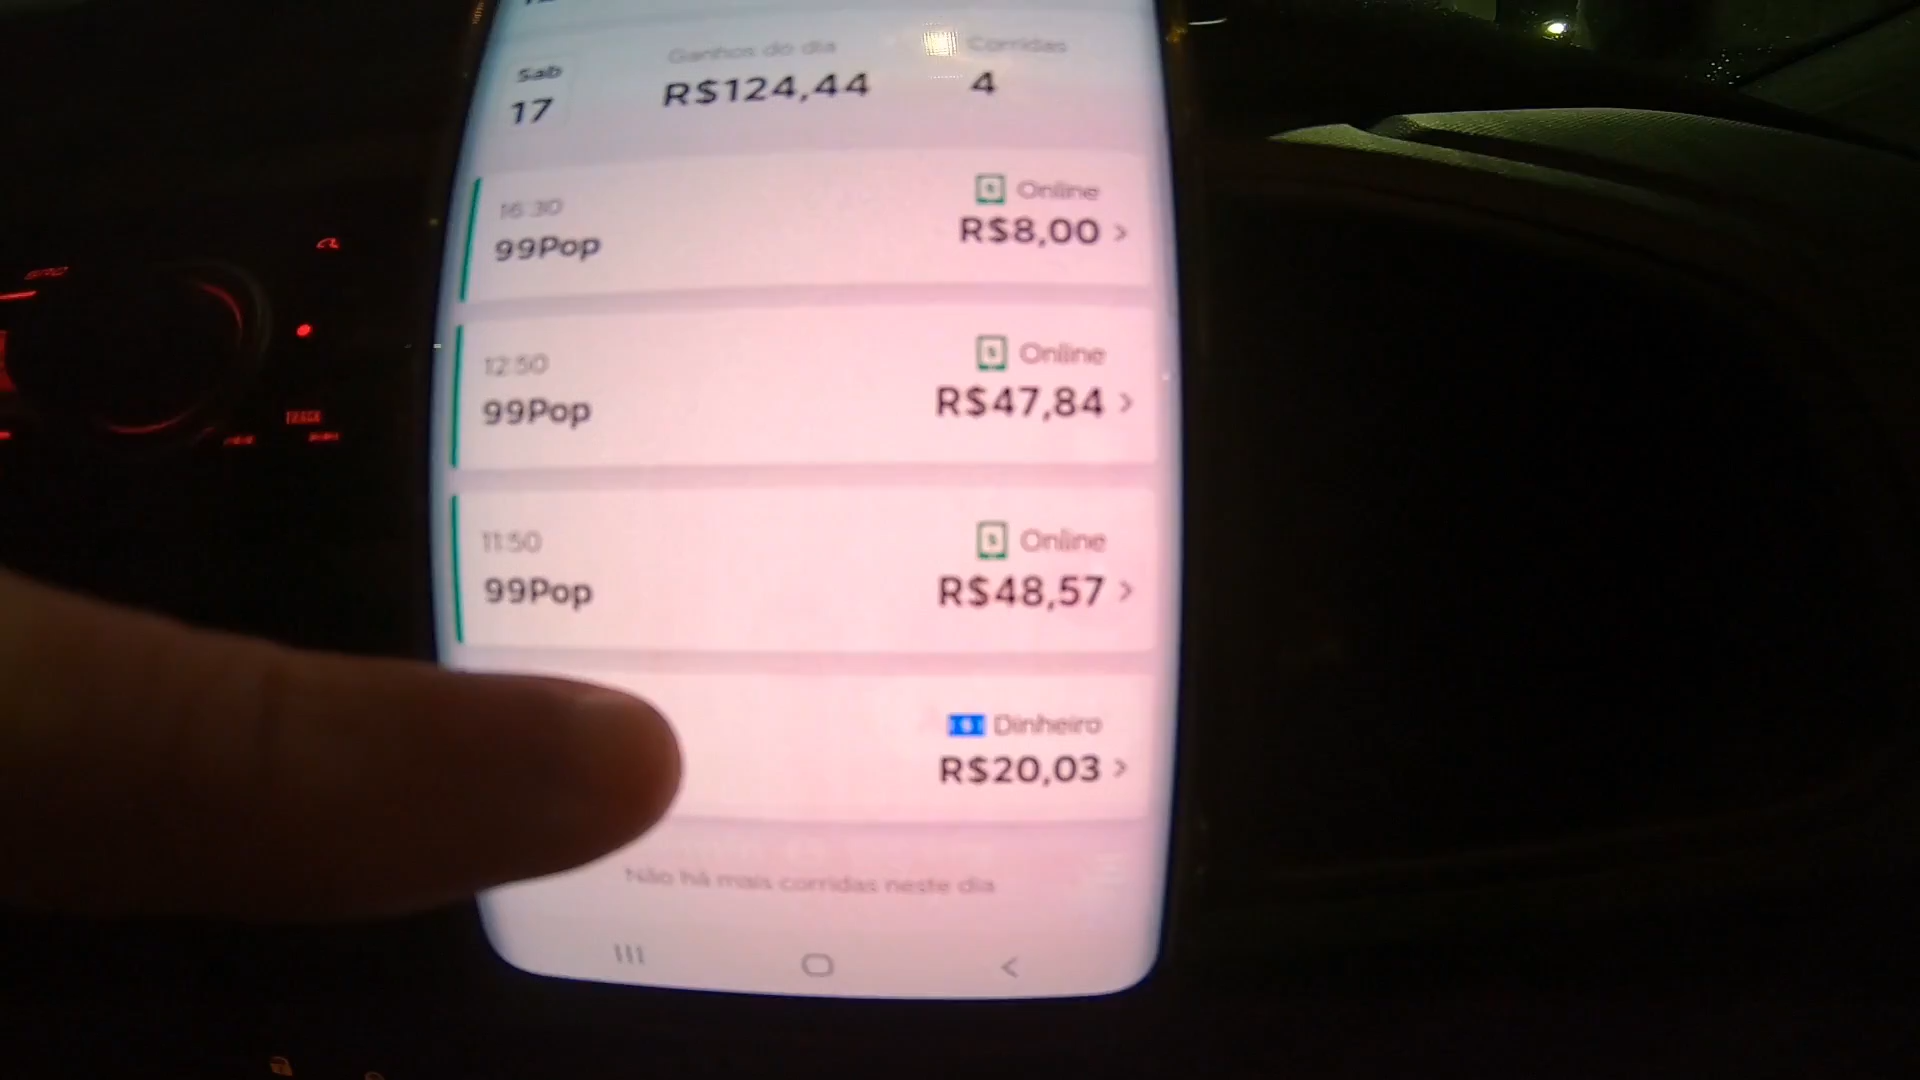 Ganhos do dia
Corridas
Sab
17
R$124,44
4
16:30
99Pop
Online
R$8,00 >
12:50
99Pop
Online
R$47,84 >
11:50
99Pop
Online
R$48,57 >
Dinheiro
R$20,03 >
Não há mais corridas neste dia